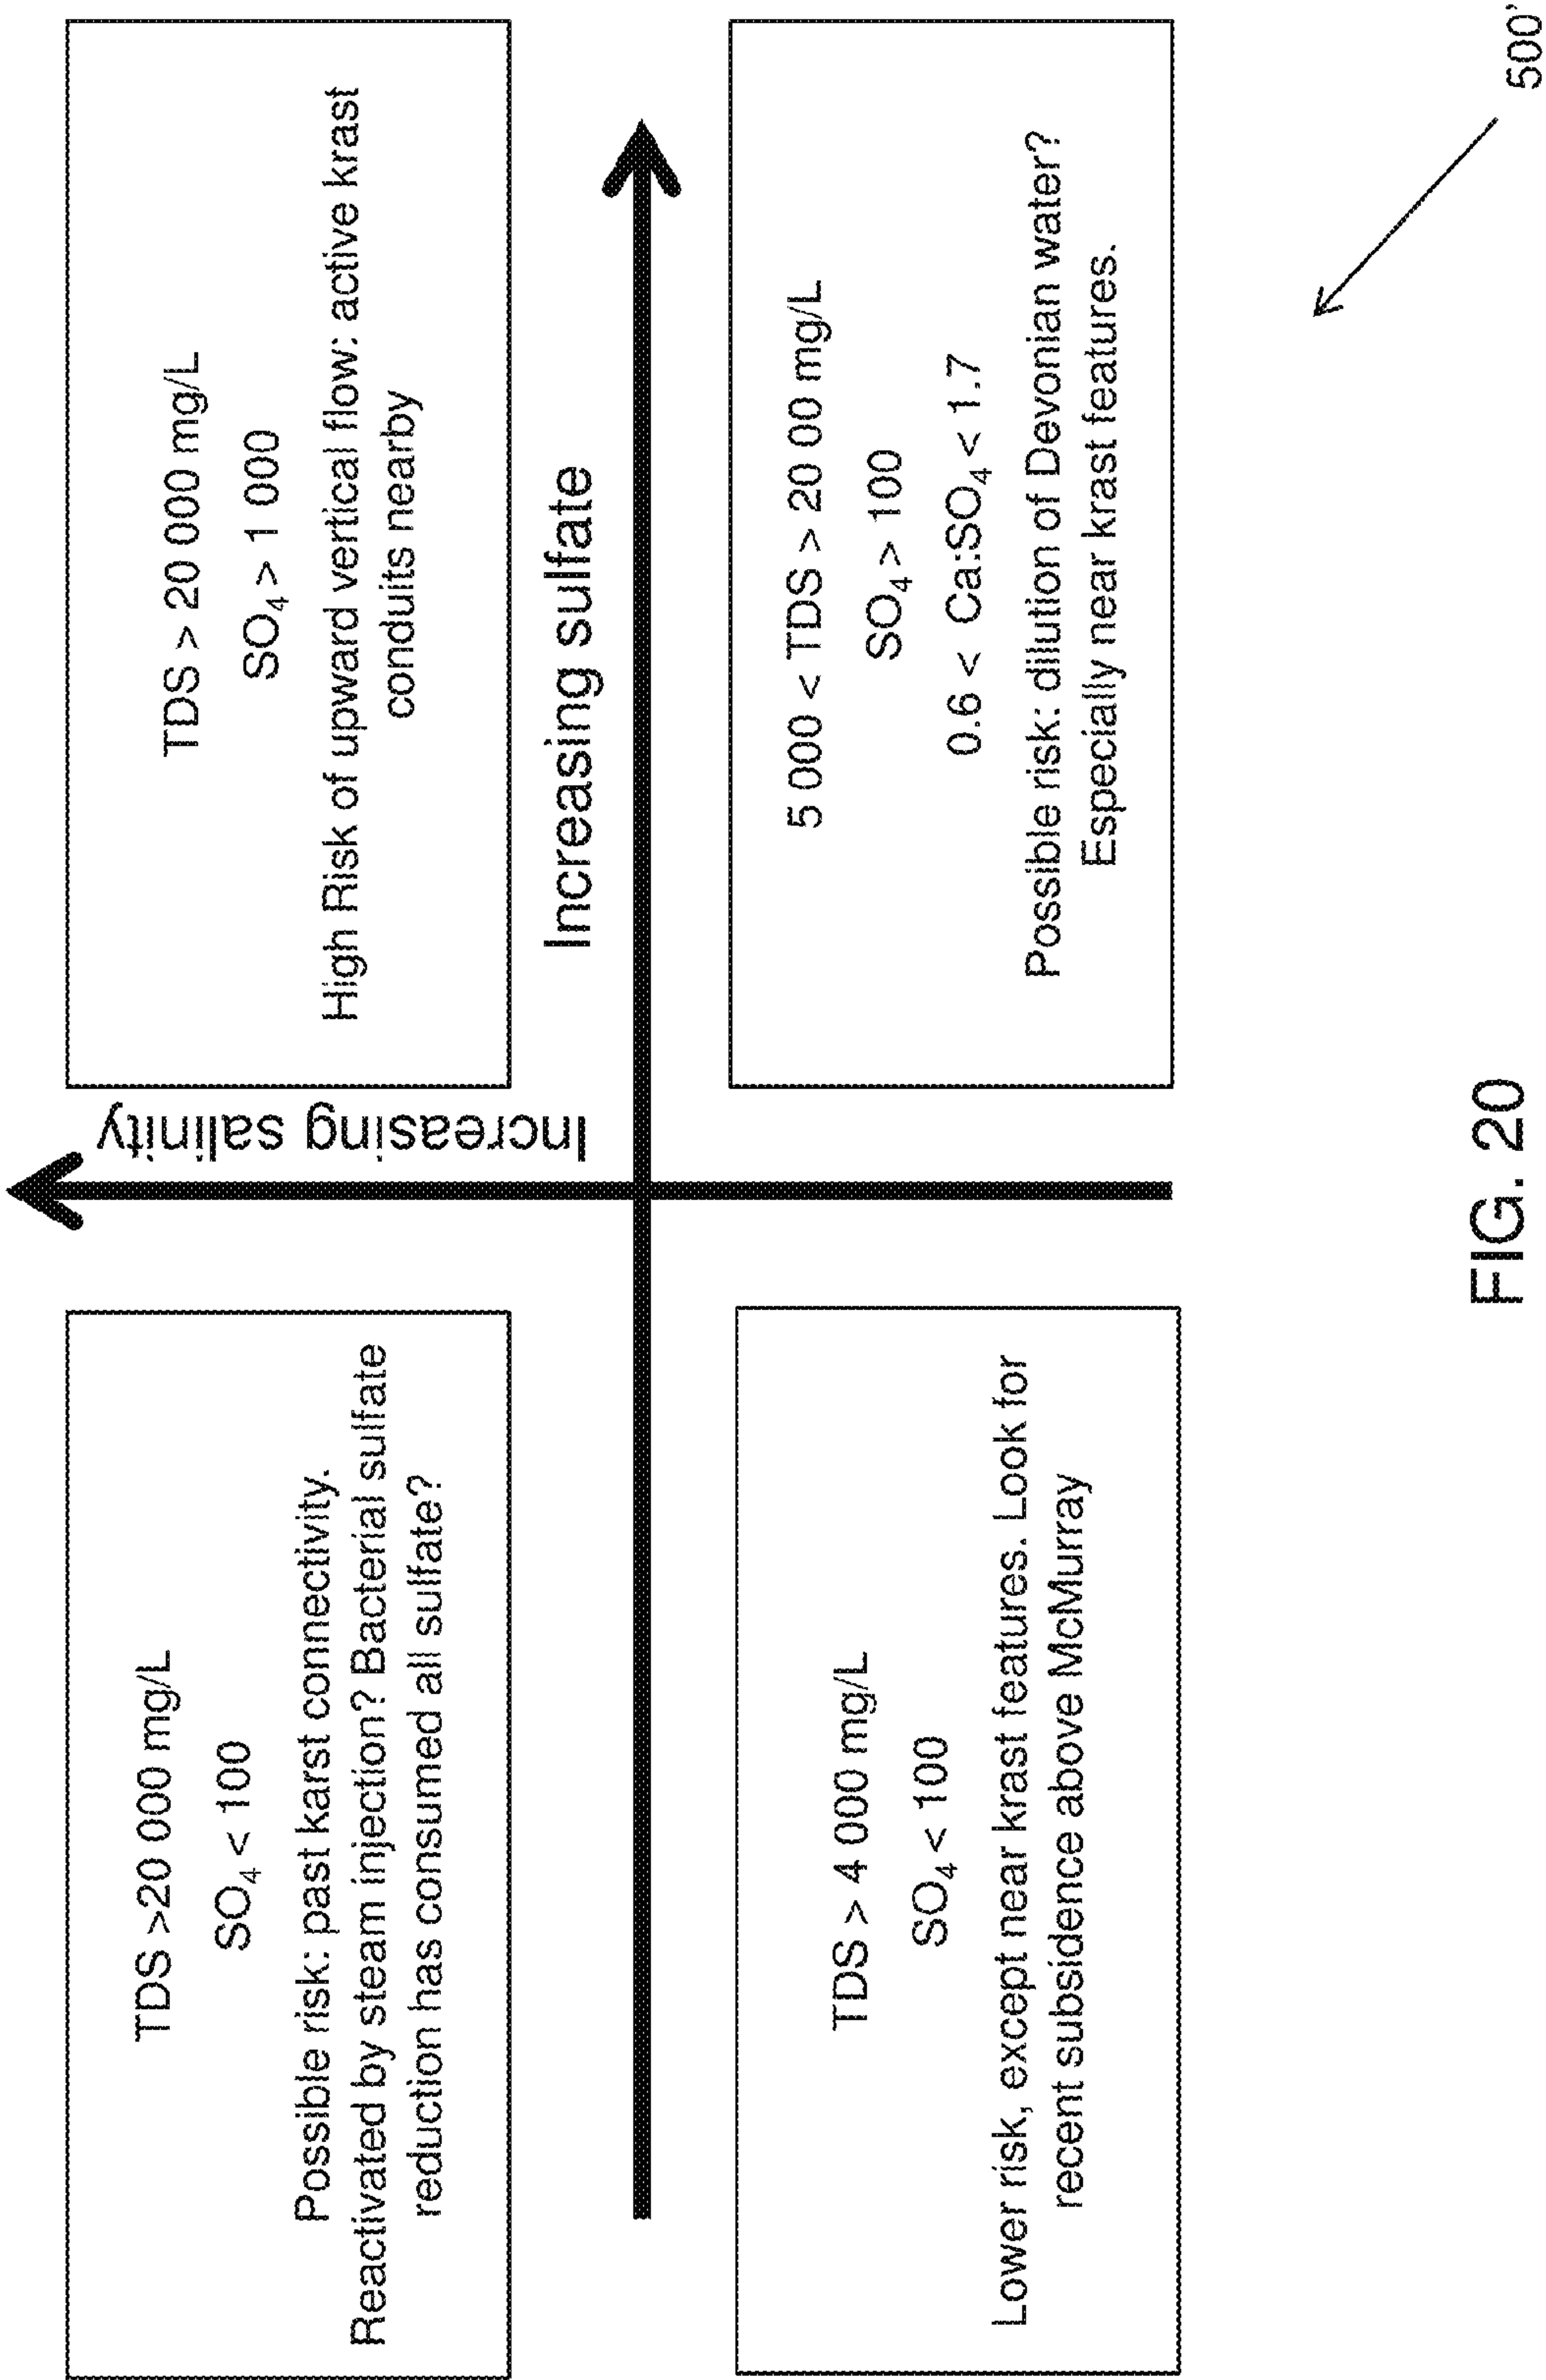 TDS >20 000 mg/L
SO₄ < 100
Possible risk: past karst connectivity.
Reactivated by steam injection? Bacterial sulfate
reduction has consumed all sulfate?
Increasing salinity
TDS > 20 000 mg/L
SO₄ > 1 000
High Risk of upward vertical flow: active krast
conduits nearby
Increasing sulfate
TDS > 4 000 mg/L
SO₄ < 100
Lower risk, except near krast features. Look for
recent subsidence above McMurray
5 000 < TDS > 20 00 mg/L
SO₄ > 100
0.6 < Ca:SO₄ < 1.7
Possible risk: dilution of Devonian water?
Especially near krast features.
500'
FIG. 20